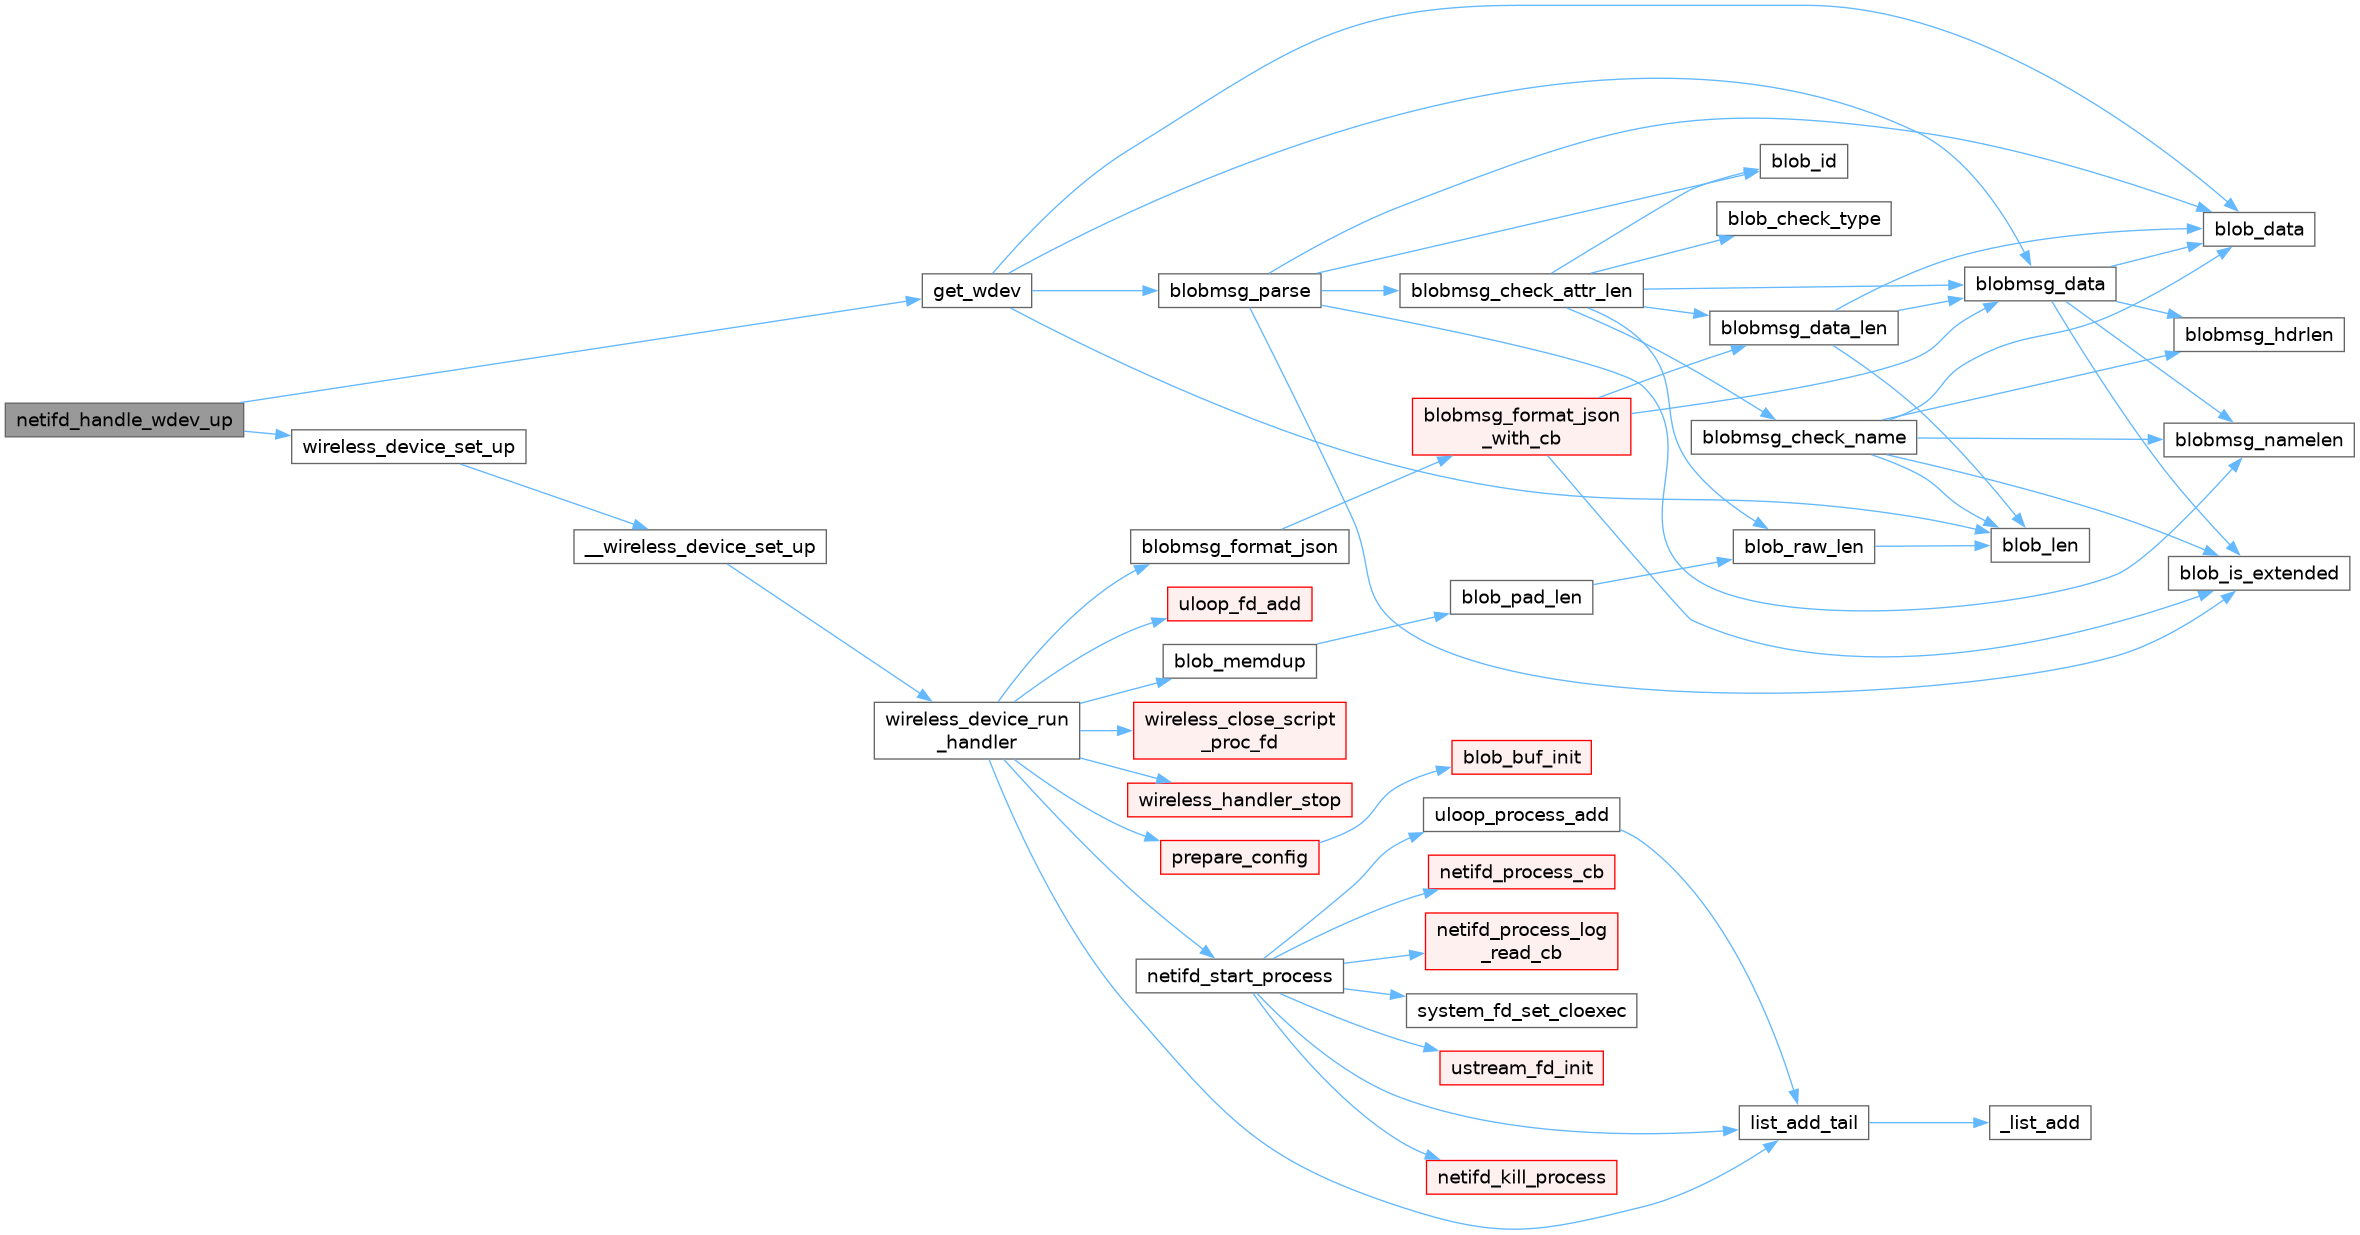 netifd_handle_wdev_up
get_wdev
wireless_device_set_up
__wireless_device_set_up
wireless_device_run
_handler
blobmsg_parse
blobmsg_format_json
uloop_fd_add
blob_memdup
wireless_close_script
_proc_fd
wireless_handler_stop
prepare_config
netifd_start_process
blobmsg_check_attr_len
blobmsg_format_json
_with_cb
blob_pad_len
blob_buf_init
uloop_process_add
netifd_process_cb
netifd_process_log
_read_cb
system_fd_set_cloexec
ustream_fd_init
netifd_kill_process
blob_id
blob_check_type
blobmsg_data_len
blobmsg_check_name
blob_raw_len
list_add_tail
blobmsg_data
blob_len
_list_add
blob_data
blobmsg_hdrlen
blobmsg_namelen
blob_is_extended